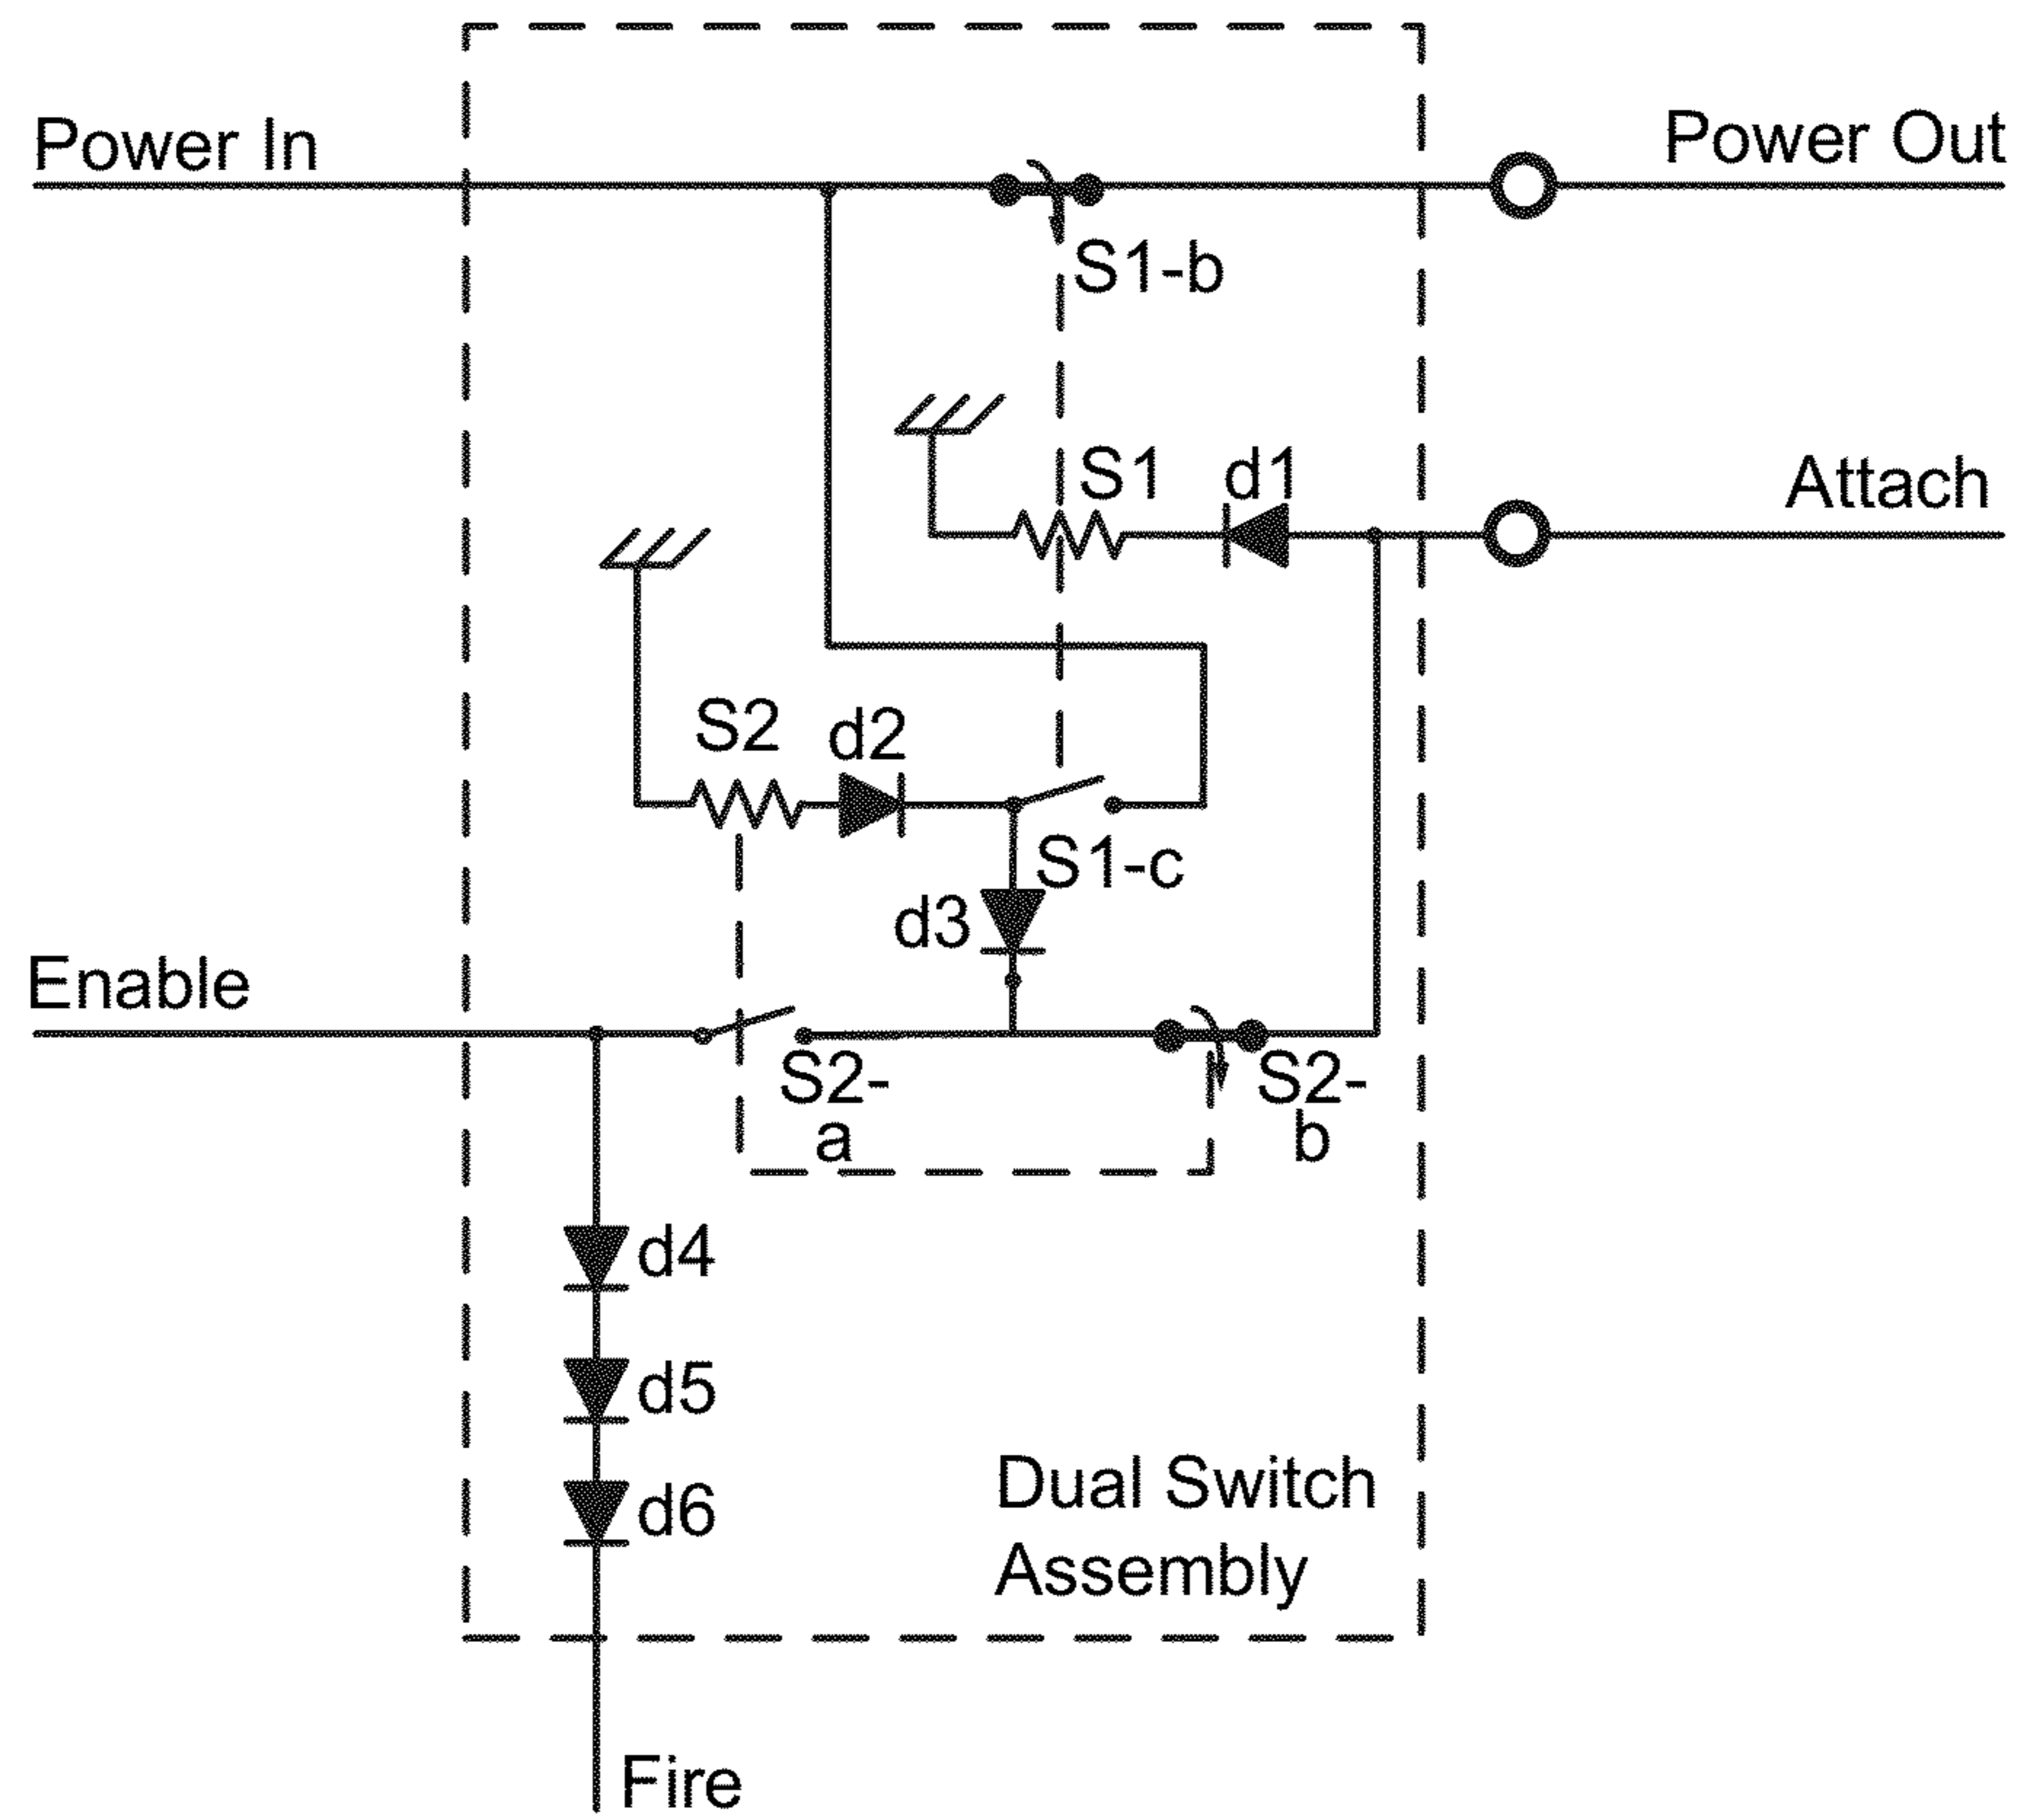 Power In
Power Out
S1-b
S1
d1
Attach
S2
d2
S1-c
d3
Enable
S2-
a
S2-
b
d4
d5
d6
Dual Switch
Assembly
Fire